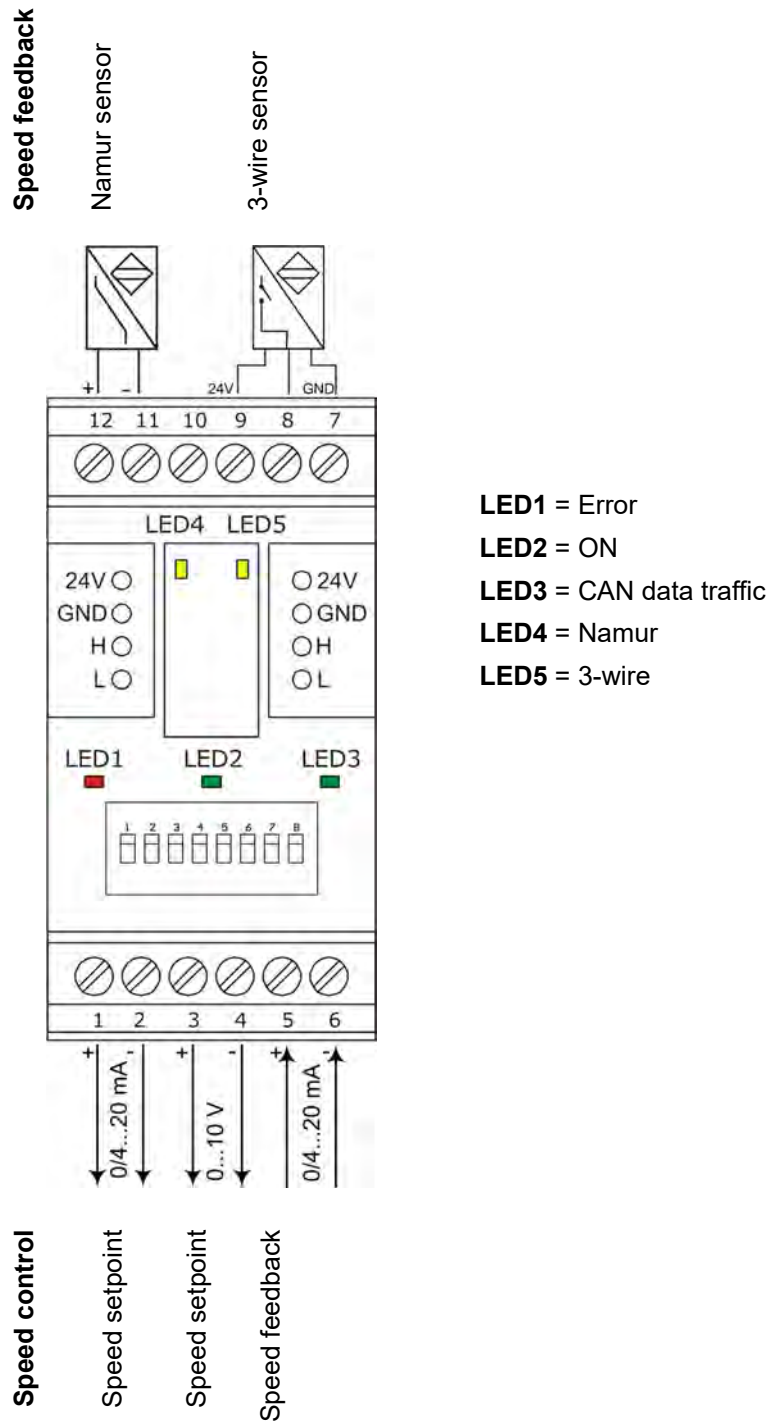 Speed feedback
Namur sensor
3-wire sensor
+ - 24V GND
12 11 10 9 8 7
LED4 LED5
24V 24V
GND GND
H H
L L
LED1 LED2 LED3
1 2 3 4 5 6 7 8
1 2 3 4 5 6
+ - + - + -
0/4...20 mA
0...10 V
0/4...20 mA
Speed control
Speed setpoint
Speed setpoint
Speed feedback
LED1 = Error
LED2 = ON
LED3 = CAN data traffic
LED4 = Namur
LED5 = 3-wire